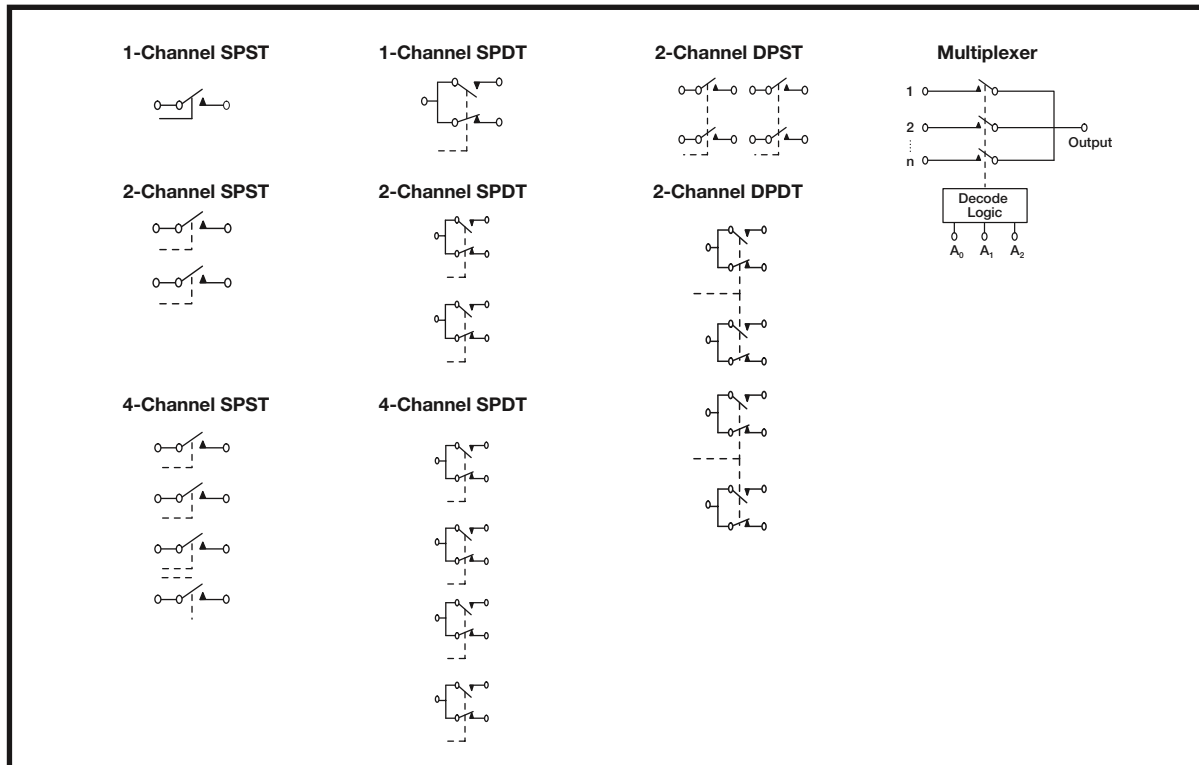 1-Channel SPST
1-Channel SPDT
2-Channel DPST
Multiplexer
1
2
n
Output
Decode
Logic
A₀ A₁ A₂
2-Channel SPST
2-Channel SPDT
2-Channel DPDT
4-Channel SPST
4-Channel SPDT